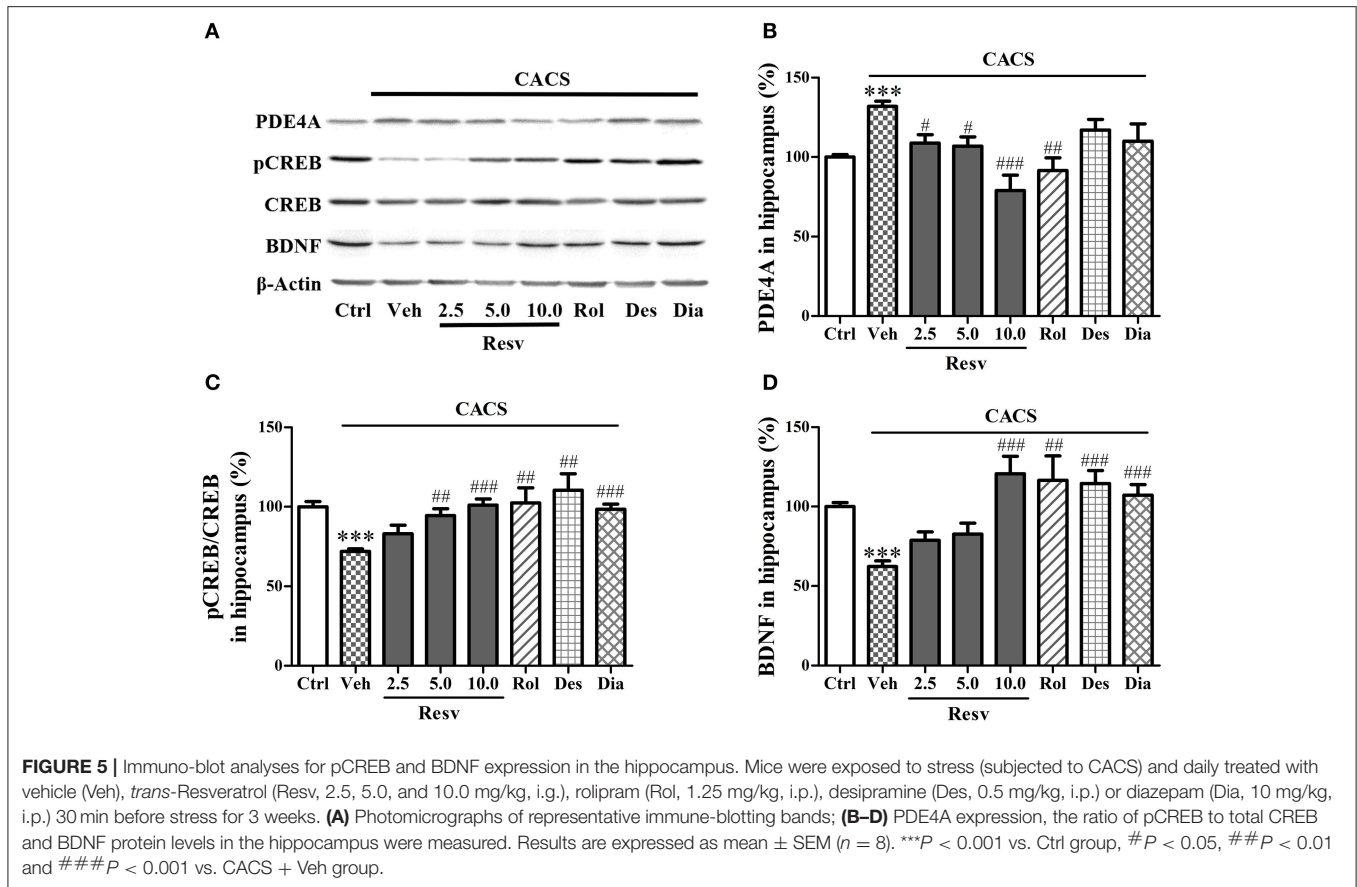 A
CACS
PDE4A
pCREB
CREB
BDNF
β-Actin
Ctrl Veh 2.5 5.0 10.0 Rol Des Dia
Resv
B
CACS
PDE4A in hippocampus (%)
150
100
50
0
***
#
#
###
##
Ctrl Veh 2.5 5.0 10.0 Rol Des Dia
Resv
C
CACS
pCREB/CREB
in hippocampus (%)
150
100
50
0
***
##
###
##
##
###
Ctrl Veh 2.5 5.0 10.0 Rol Des Dia
Resv
D
CACS
BDNF in hippocampus (%)
150
100
50
0
***
###
##
###
###
Ctrl Veh 2.5 5.0 10.0 Rol Des Dia
Resv
FIGURE 5 | Immuno-blot analyses for pCREB and BDNF expression in the hippocampus. Mice were exposed to stress (subjected to CACS) and daily treated with
vehicle (Veh), trans-Resveratrol (Resv, 2.5, 5.0, and 10.0 mg/kg, i.g.), rolipram (Rol, 1.25 mg/kg, i.p.), desipramine (Des, 0.5 mg/kg, i.p.) or diazepam (Dia, 10 mg/kg,
i.p.) 30 min before stress for 3 weeks. (A) Photomicrographs of representative immune-blotting bands; (B–D) PDE4A expression, the ratio of pCREB to total CREB
and BDNF protein levels in the hippocampus were measured. Results are expressed as mean ± SEM (n = 8). ***P < 0.001 vs. Ctrl group, #P < 0.05, ##P < 0.01
and ###P < 0.001 vs. CACS + Veh group.